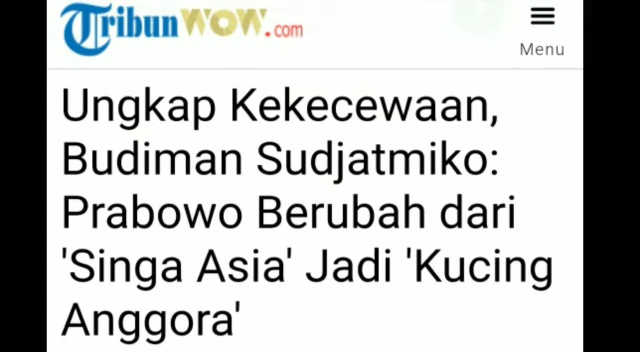 TribunWOW.com
Menu
Ungkap Kekecewaan,
Budiman Sudjatmiko:
Prabowo Berubah dari
'Singa Asia' Jadi 'Kucing
Anggora'